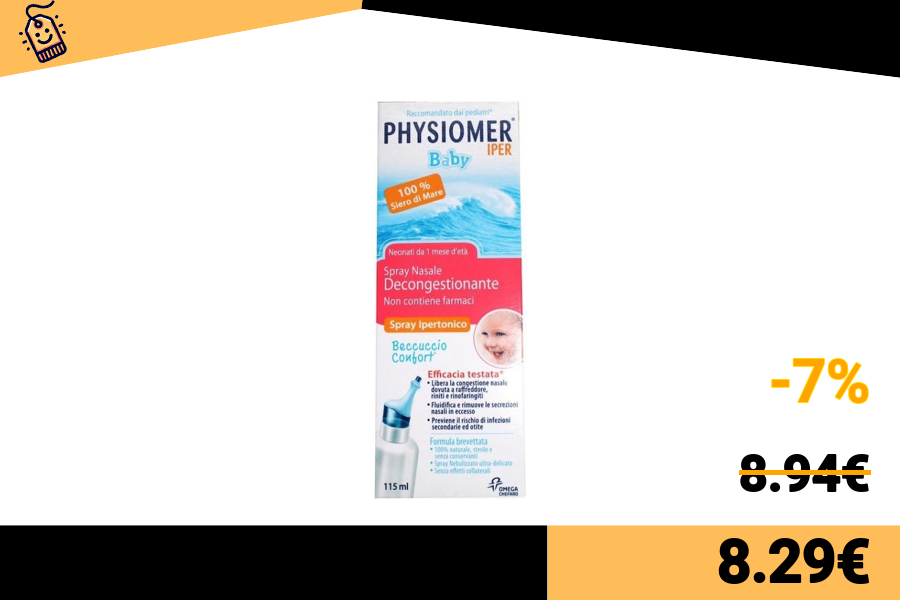 Raccomandato dai pediatri*
PHYSIOMER®
IPER
Baby
100 %
Siero di Mare
Neonati da 1 mese d'età
Spray Nasale
Decongestionante
Non contiene farmaci
Spray Ipertonico
Beccuccio
Confort
Efficacia testata*
• Libera la congestione nasale
dovuta a raffreddore,
riniti e rinofaringiti
• Fluidifica e rimuove le secrezioni
nasali in eccesso
• Previene il rischio di infezioni
secondarie ed otite
Formula brevettata
• 100% naturale, sterile e
senza conservanti
• Spray Nebulizzato ultra-delicato
• Senza effetti collaterali
115 ml
OMEGA
CHEFARO
-7%
8.94€
8.29€